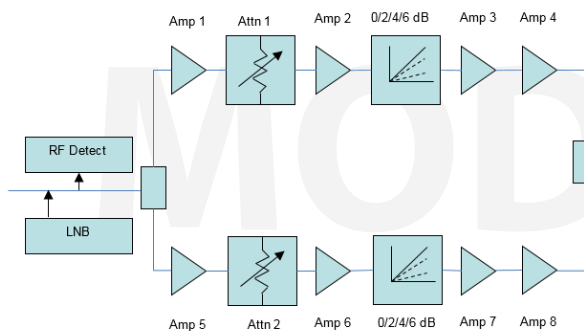 Amp 1 Attn 1 Amp 2 0/2/4/6 dB Amp 3 Amp 4
RF Detect
LNB
Amp 5 Attn 2 Amp 6 0/2/4/6 dB Amp 7 Amp 8
MOD